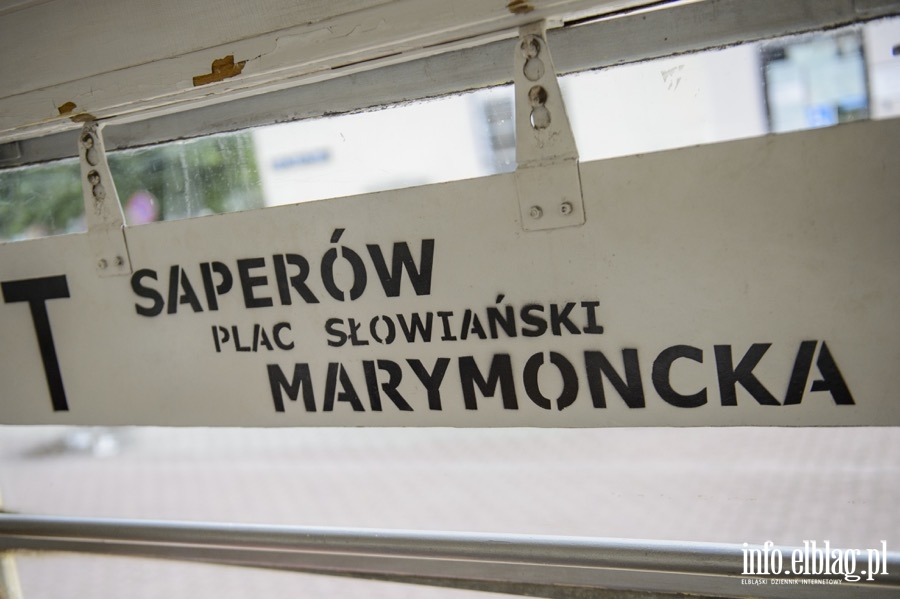 T
SAPERÓW
PLAC SŁOWIAŃSKI
MARYMONCKA
info.elblag.pl
ELBLĄSKI DZIENNIK INTERNETOWY